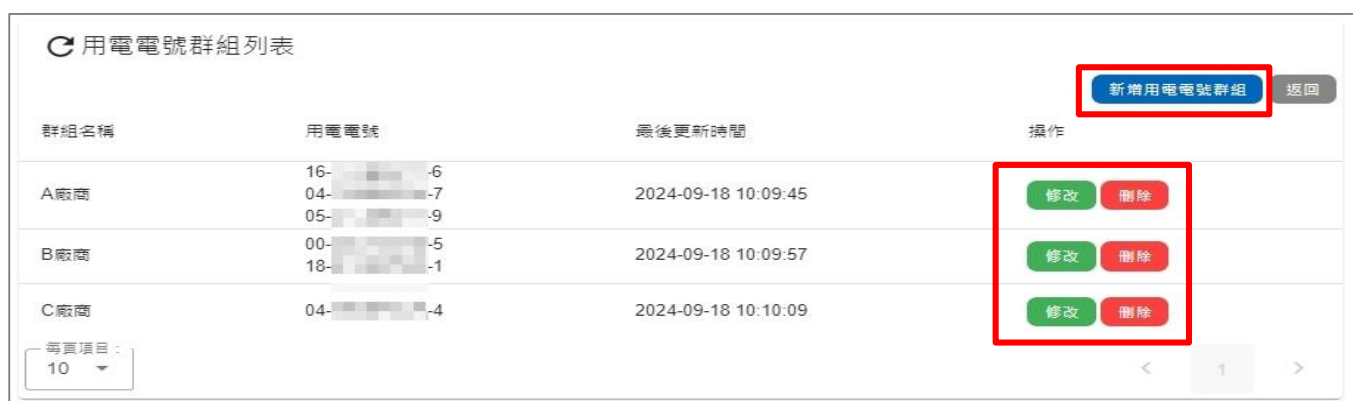 用電電號群組列表
新增用電電號群組 返回
群組名稱 用電電號 最後更新時間 操作
16- -6
A廠商 04- -7 2024-09-18 10:09:45 修改 刪除
05- -9
00- -5
B廠商 2024-09-18 10:09:57 修改 刪除
18- -1
C廠商 04- -4 2024-09-18 10:10:09 修改 刪除
每頁項目：
10
< 1 >